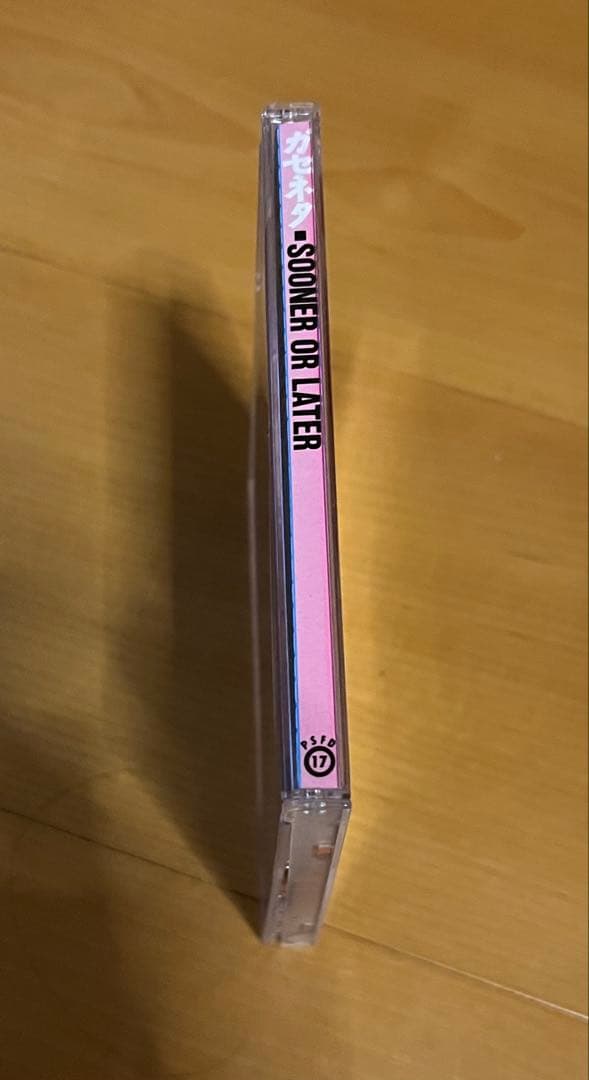 ガセネタ■SOONER OR LATER
PSFD
17